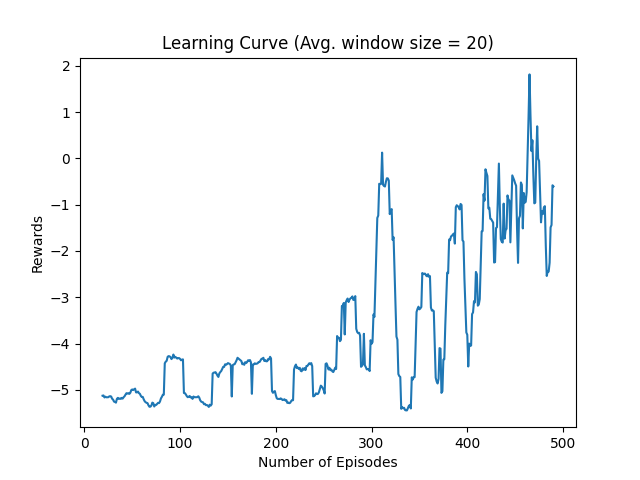 Learning Curve (Avg. window size = 20)
2
1
0
−1
−2
−3
−4
−5
Rewards
0 100 200 300 400 500
Number of Episodes